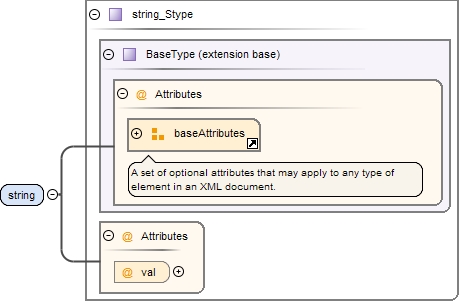 string_Stype
BaseType (extension base)
@ Attributes
baseAttributes
A set of optional attributes that may apply to any type of
element in an XML document.
string
@ Attributes
@ val